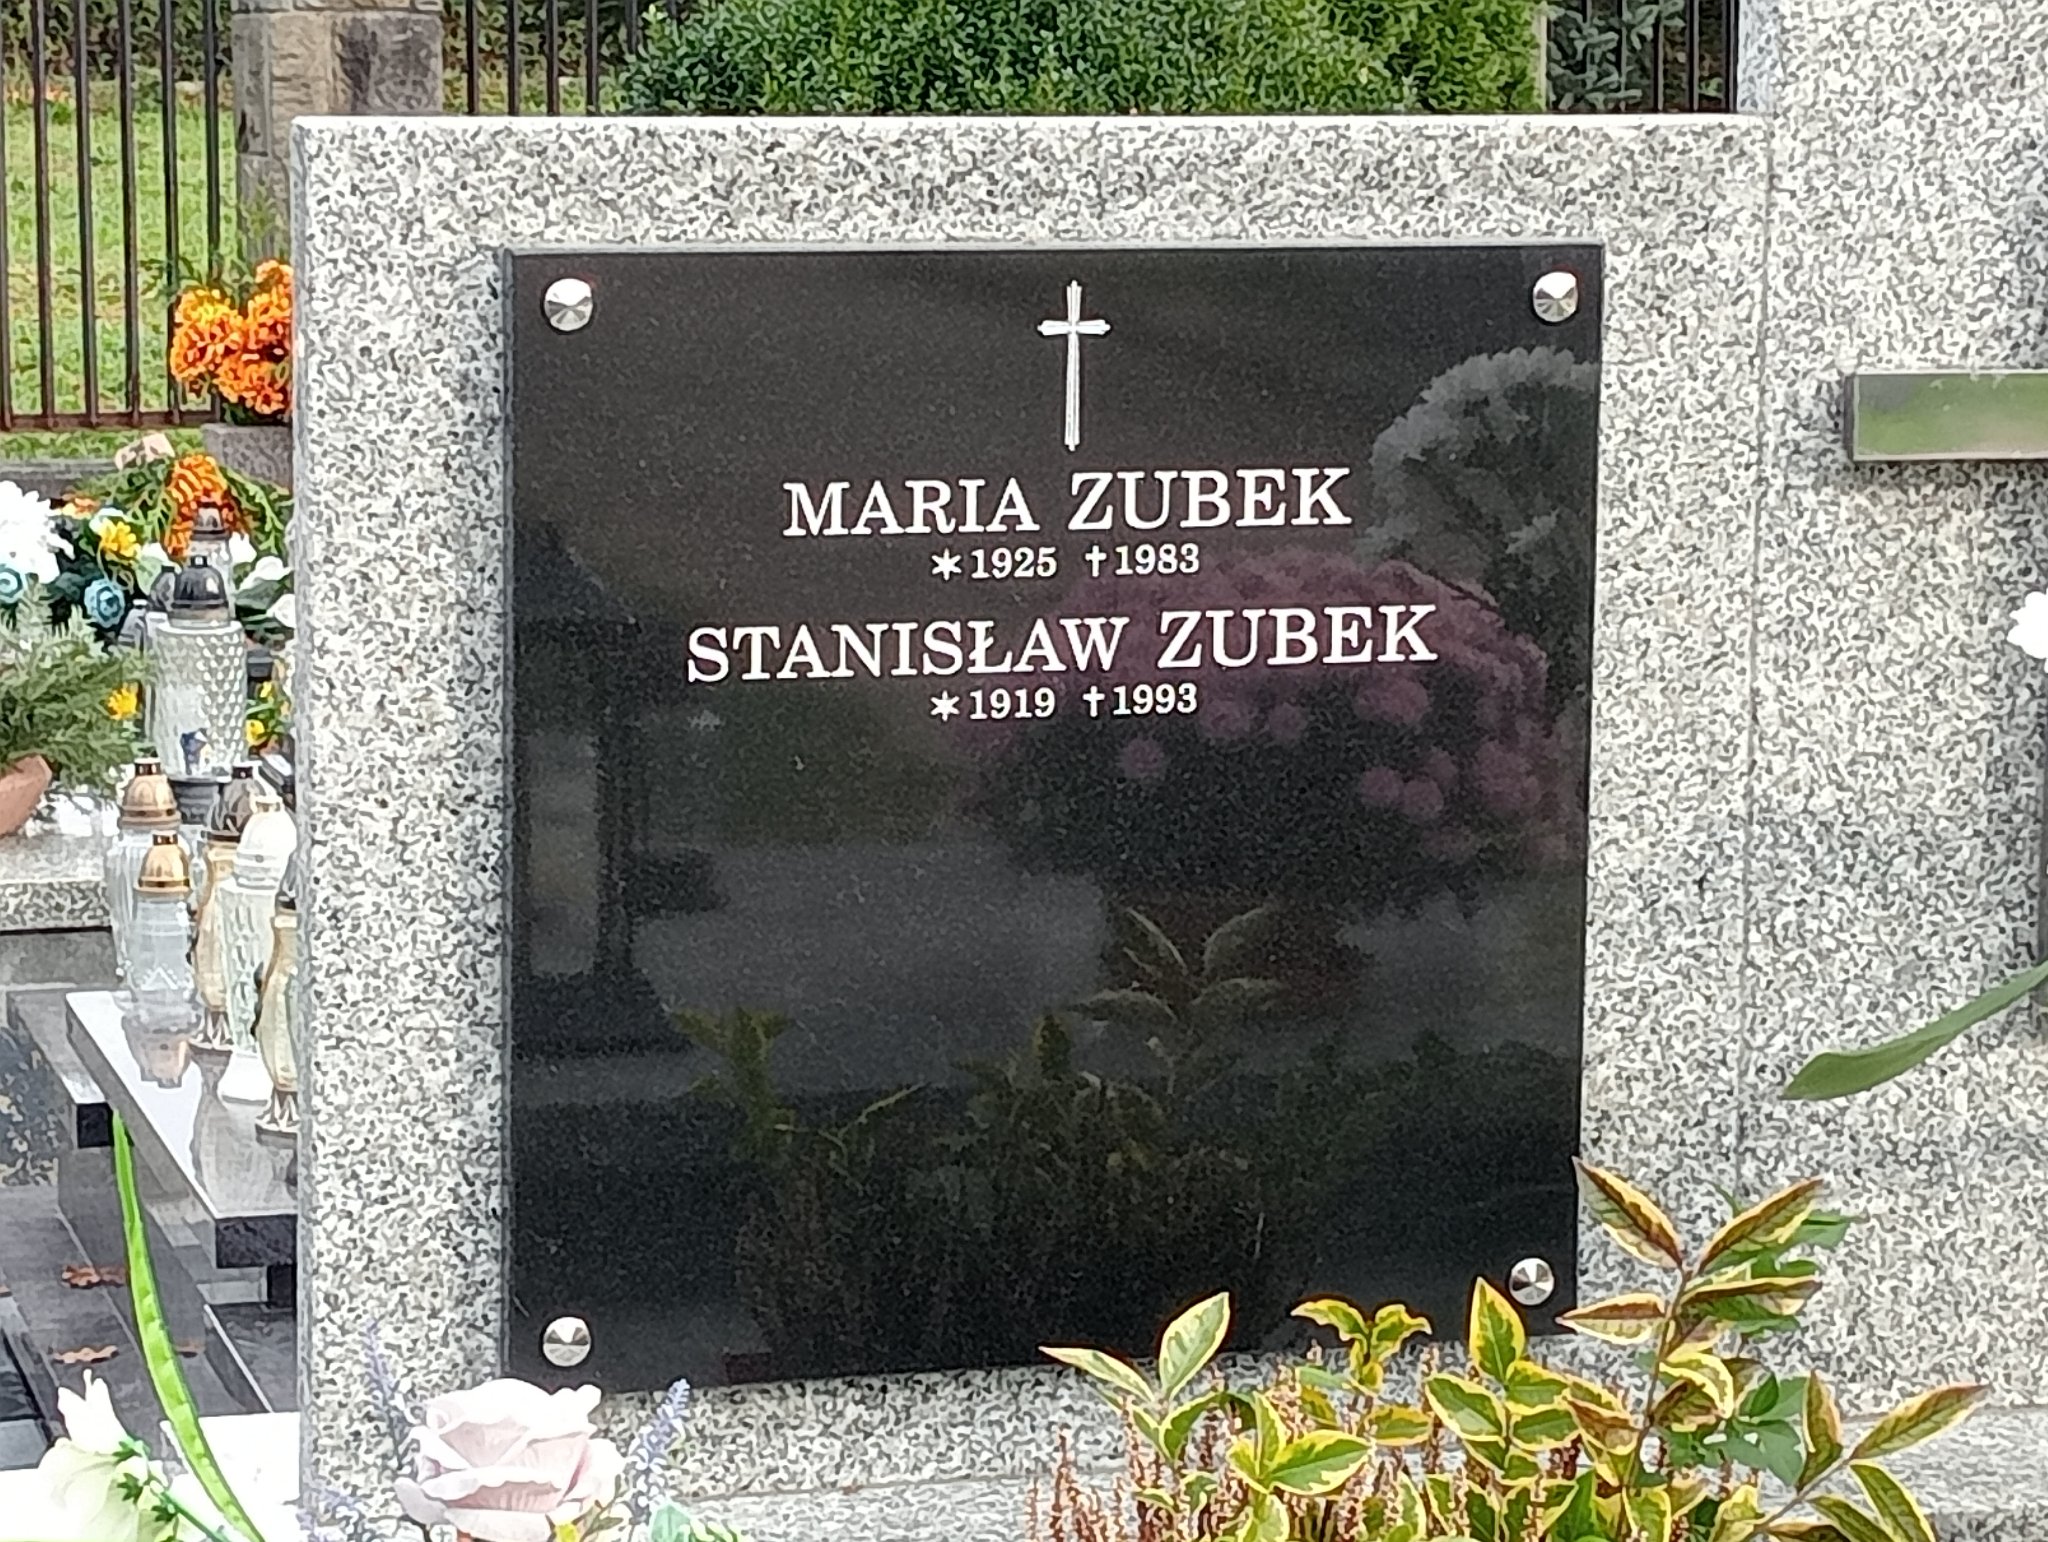 MARIA ZUBEK
*1925 †1983
STANISŁAW ZUBEK
*1919 †1993